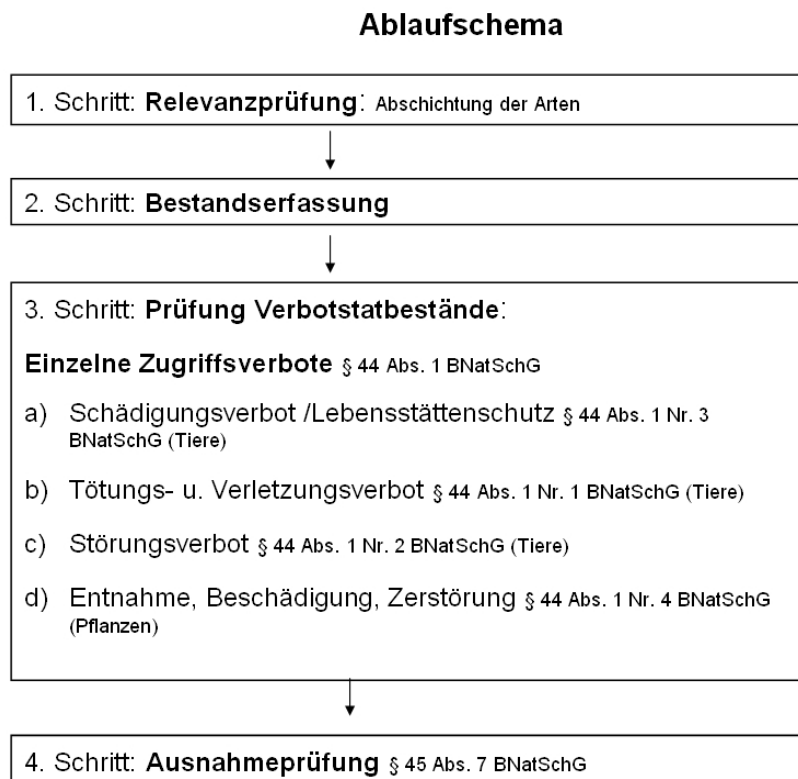 Ablaufschema
1. Schritt: Relevanzprüfung: Abschichtung der Arten
2. Schritt: Bestandserfassung
3. Schritt: Prüfung Verbotstatbestände:
Einzelne Zugriffsverbote § 44 Abs. 1 BNatSchG
a) Schädigungsverbot /Lebensstättenschutz § 44 Abs. 1 Nr. 3
BNatSchG (Tiere)
b) Tötungs- u. Verletzungsverbot § 44 Abs. 1 Nr. 1 BNatSchG (Tiere)
c) Störungsverbot § 44 Abs. 1 Nr. 2 BNatSchG (Tiere)
d) Entnahme, Beschädigung, Zerstörung § 44 Abs. 1 Nr. 4 BNatSchG
(Pflanzen)
4. Schritt: Ausnahmeprüfung § 45 Abs. 7 BNatSchG